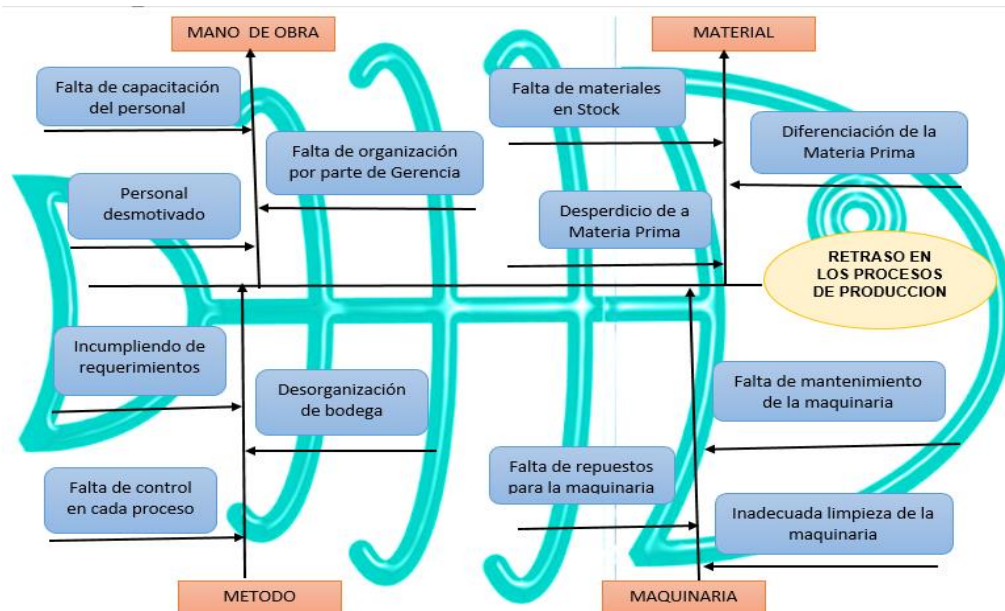 MANO DE OBRA
MATERIAL
Falta de capacitación
del personal
Falta de organización
por parte de Gerencia
Personal
desmotivado
Falta de materiales
en Stock
Diferenciación de la
Materia Prima
Desperdicio de a
Materia Prima
RETRASO EN
LOS PROCESOS
DE PRODUCCION
Incumpliendo de
requerimientos
Desorganización
de bodega
Falta de control
en cada proceso
Falta de mantenimiento
de la maquinaria
Falta de repuestos
para la maquinaria
Inadecuada limpieza de la
maquinaria
METODO
MAQUINARIA